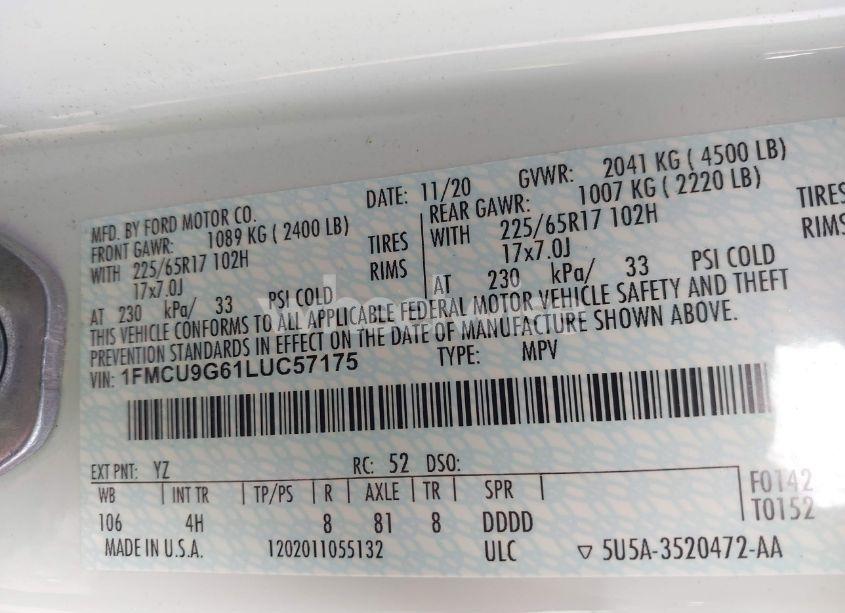 MFD. BY FORD MOTOR CO. DATE: 11/20 GVWR: 2041 KG ( 4500 LB)
FRONT GAWR: 1089 KG ( 2400 LB) REAR GAWR: 1007 KG ( 2220 LB)
WITH 225/65R17 102H TIRES WITH 225/65R17 102H TIRES
17x7.0J RIMS 17x7.0J RIMS
AT 230 kPa/ 33 PSI COLD AT 230 kPa/ 33 PSI COLD
THIS VEHICLE CONFORMS TO ALL APPLICABLE FEDERAL MOTOR VEHICLE SAFETY AND THEFT
PREVENTION STANDARDS IN EFFECT ON THE DATE OF MANUFACTURE SHOWN ABOVE.
VIN: 1FMCU9G61LUC57175 TYPE: MPV
EXT PNT: YZ RC: 52 DSO:
WB INT TR TP/PS R AXLE TR SPR F0142
106 4H 8 81 8 DDDD T0152
MADE IN U.S.A. 1202011055132 ULC ▽ 5U5A-3520472-AA